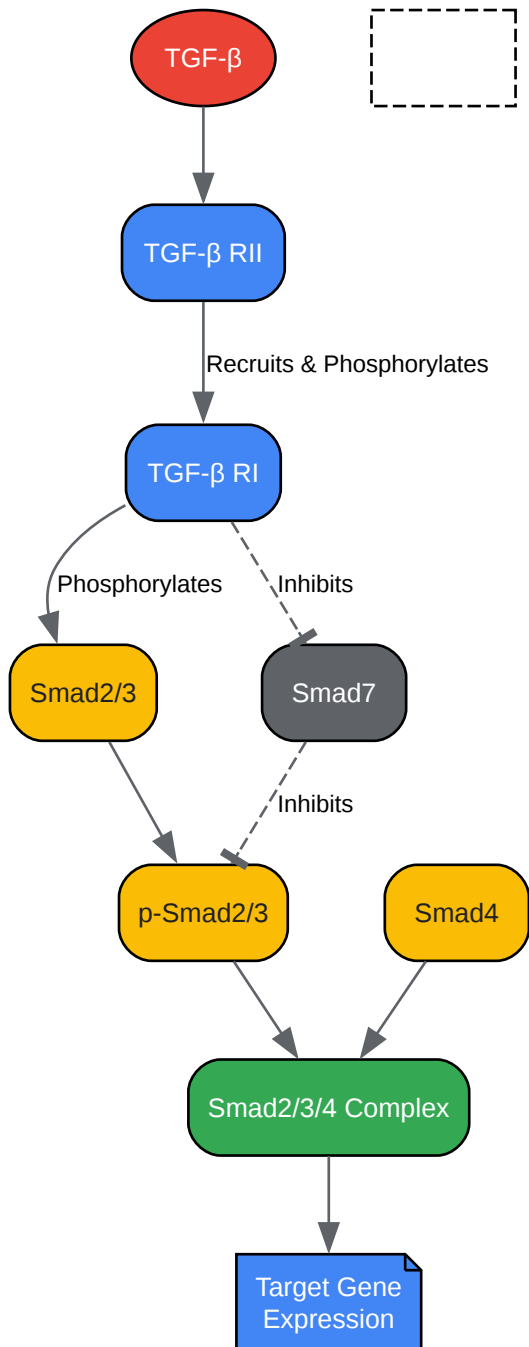 TGF-β
TGF-β RII
Recruits & Phosphorylates
TGF-β RI
Phosphorylates
Inhibits
Smad2/3
Smad7
Inhibits
p-Smad2/3
Smad4
Smad2/3/4 Complex
Target Gene
Expression